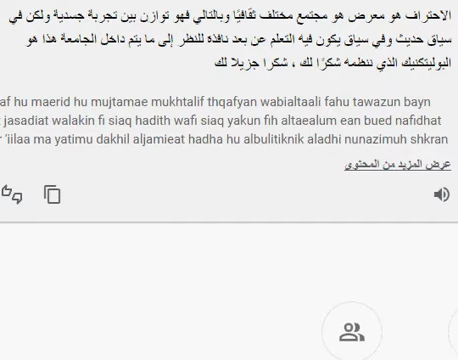 الاحتراف هو معرض هو مجتمع مختلف ثقافيًا وبالتالي فهو توازن بين تجربة جسدية ولكن في
سياق حديث وفي سياق يكون فيه التعلم عن بعد نافذة للنظر إلى ما يتم داخل الجامعة هذا هو
البوليتكنيك الذي ننظمه شكرًا لك ، شكرا جزيلا لك
af hu maerid hu mujtamae mukhtalif thqafyan wabialtaali fahu tawazun bayn
jasadiat walakin fi siaq hadith wafi siaq yakun fih altaealum ean bued nafidhat
'iilaa ma yatimu dakhil aljamieat hadha hu albulitiknik aladhi nunazimuh shkran
عرض المزيد من المحتوى